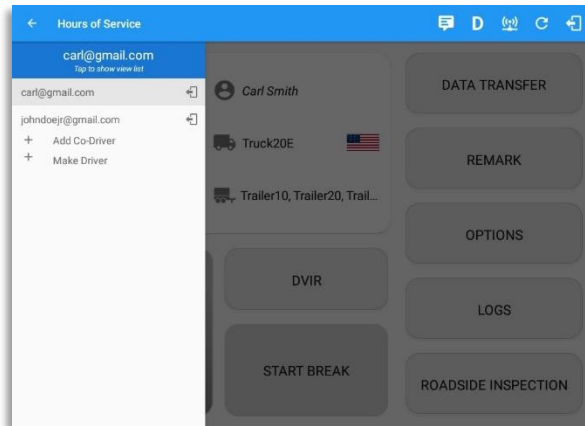 Hours of Service
D
carl@gmail.com
Tap to show view list
carl@gmail.com
johndoejr@gmail.com
+ Add Co-Driver
+ Make Driver
Carl Smith
Truck20E
Trailer10, Trailer20, Trail...
DVIR
START BREAK
DATA TRANSFER
REMARK
OPTIONS
LOGS
ROADSIDE INSPECTION